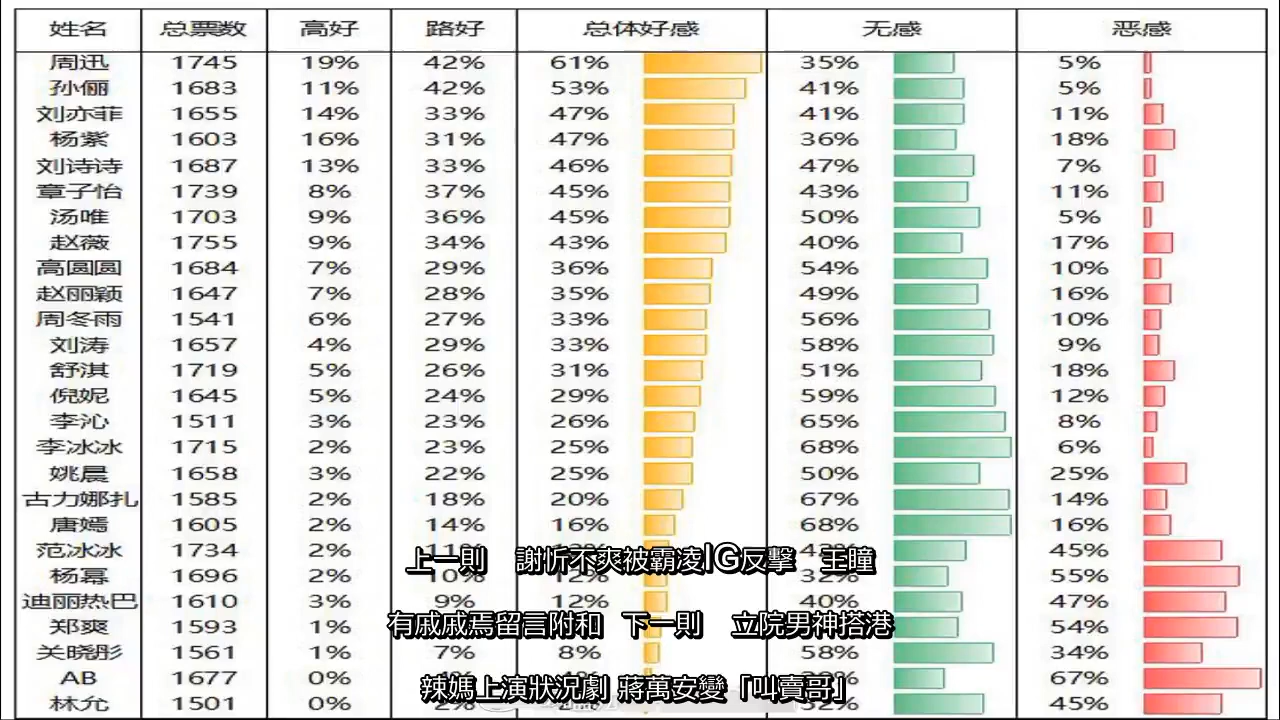 姓名 总票数 高好 路好 总体好感 无感 恶感
周迅 1745 19% 42% 61% 35% 5%
孙俪 1683 11% 42% 53% 41% 5%
刘亦菲 1655 14% 33% 47% 41% 11%
杨紫 1603 16% 31% 47% 36% 18%
刘诗诗 1687 13% 33% 46% 47% 7%
章子怡 1739 8% 37% 45% 43% 11%
汤唯 1703 9% 36% 45% 50% 5%
赵薇 1755 9% 34% 43% 40% 17%
高圆圆 1684 7% 29% 36% 54% 10%
赵丽颖 1647 7% 28% 35% 49% 16%
周冬雨 1541 6% 27% 33% 56% 10%
刘涛 1657 4% 29% 33% 58% 9%
舒淇 1719 5% 26% 31% 51% 18%
倪妮 1645 5% 24% 29% 59% 12%
李沁 1511 3% 23% 26% 65% 8%
李冰冰 1715 2% 23% 25% 68% 6%
姚晨 1658 3% 22% 25% 50% 25%
古力娜扎 1585 2% 18% 20% 67% 14%
唐嫣 1605 2% 14% 16% 68% 16%
范冰冰 1734 2% 45%
上一則 謝忻不爽被霸凌IG反擊 王瞳
杨幂 1696 2% 10% 12% 32% 55%
迪丽热巴 1610 3% 9% 12% 40% 47%
郑爽 1593 1% 54%
有戚戚焉留言附和 下一則 立院男神搭港
关晓彤 1561 1% 7% 8% 58% 34%
AB 1677 0% 67%
辣媽上演狀況劇 蔣萬安變「叫賣哥」
林允 1501 0% 2% 52% 45%